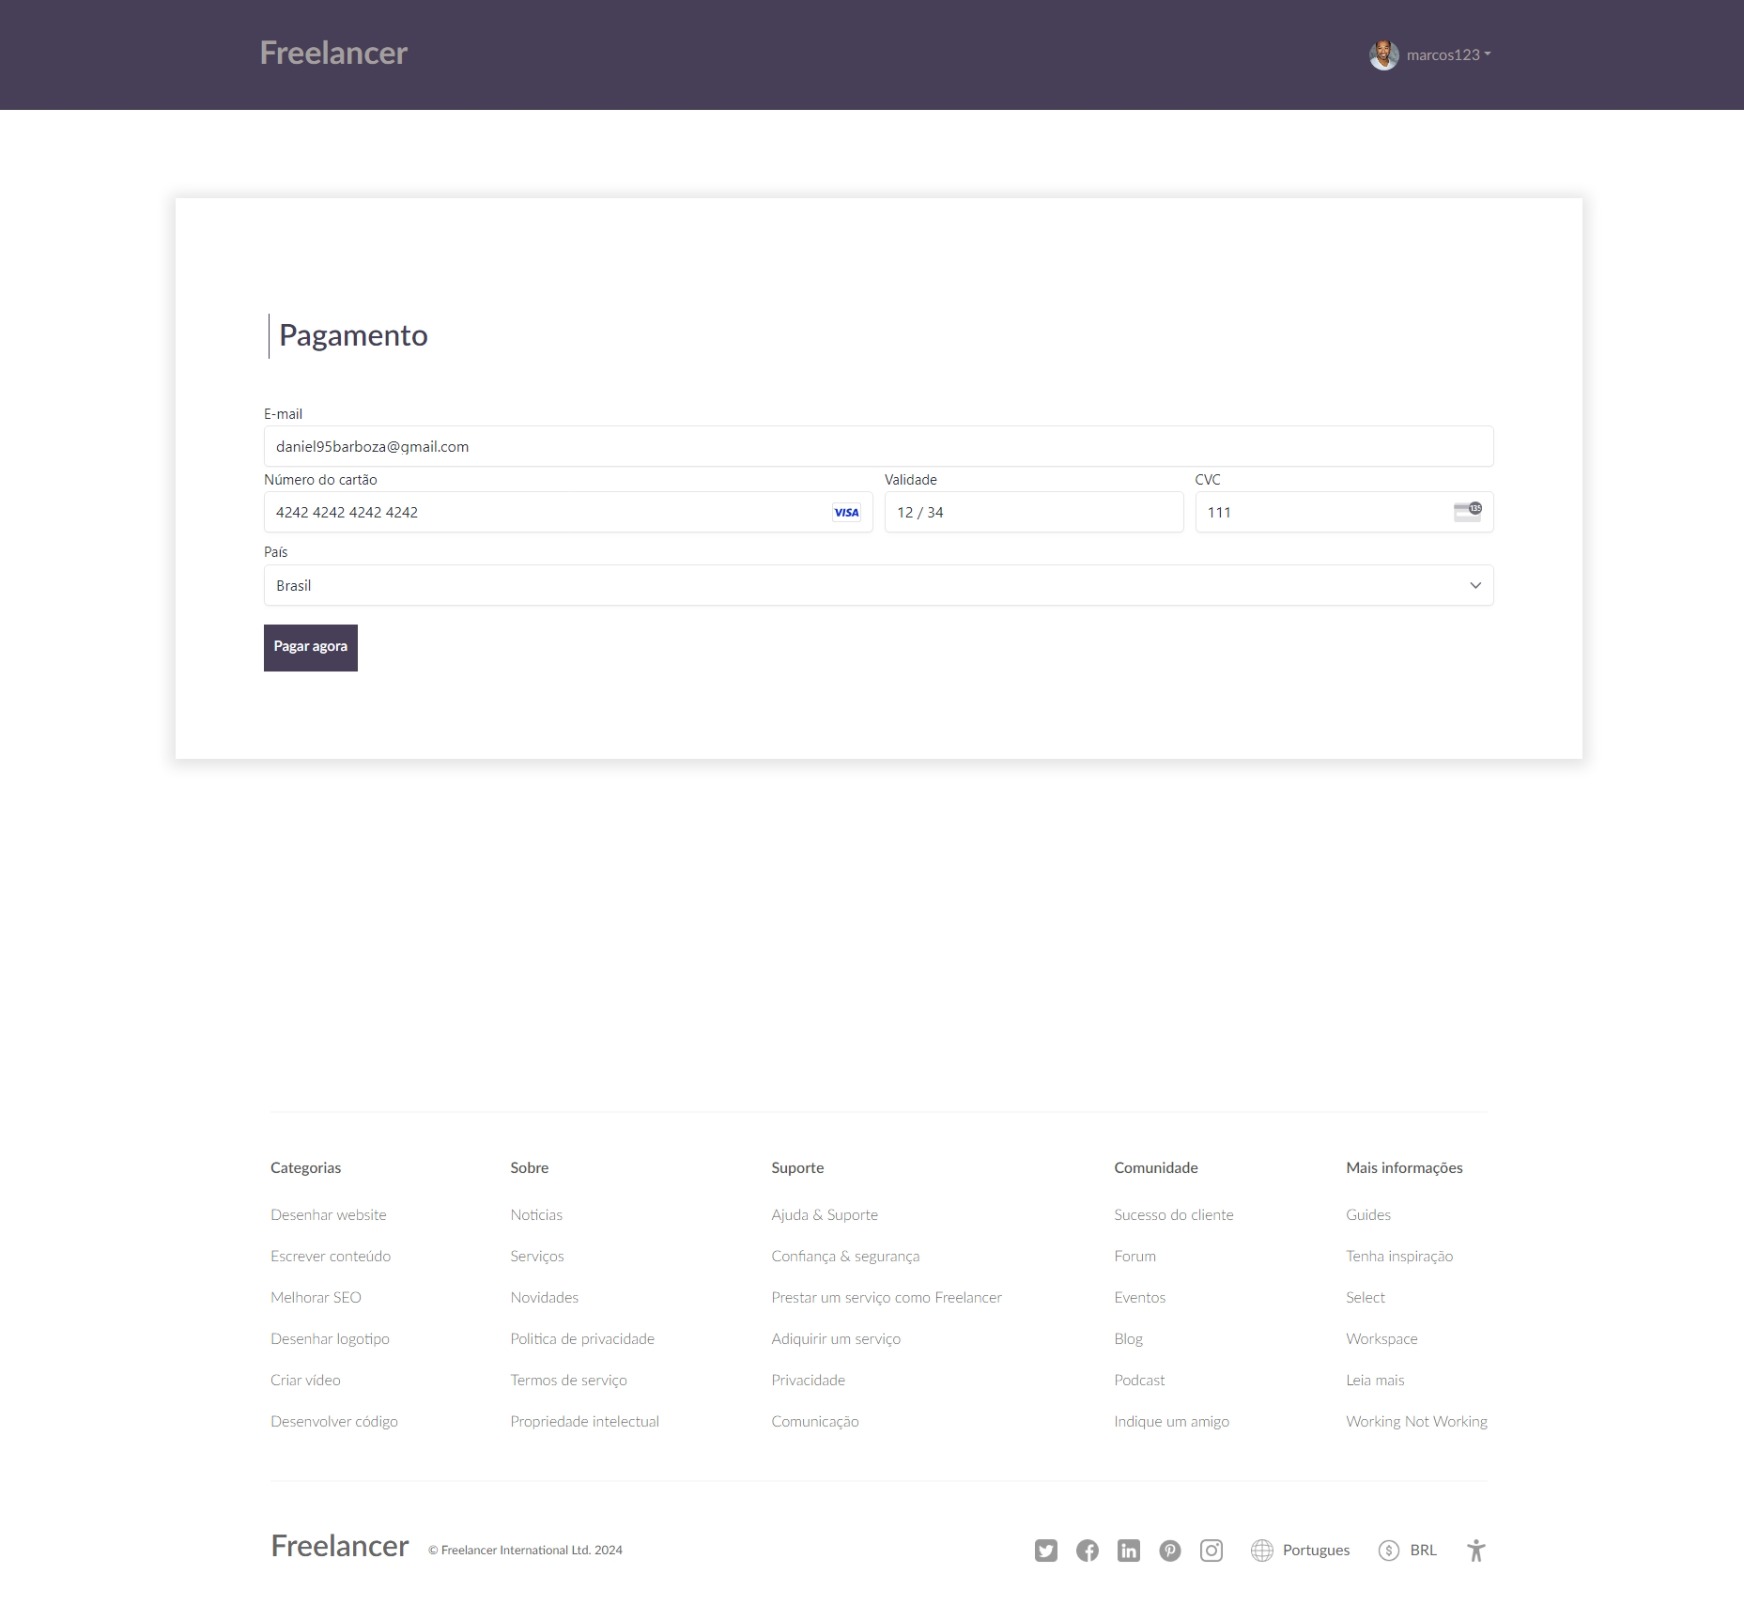 Freelancer
marcos123
Pagamento
E-mail
daniel95barboza@gmail.com
Número do cartão
4242 4242 4242 4242
VISA
Validade
12 / 34
CVC
111
135
País
Brasil
Pagar agora
Categorias
Desenhar website
Escrever conteúdo
Melhorar SEO
Desenhar logotipo
Criar vídeo
Desenvolver código
Sobre
Noticias
Serviços
Novidades
Politica de privacidade
Termos de serviço
Propriedade intelectual
Suporte
Ajuda & Suporte
Confiança & segurança
Prestar um serviço como Freelancer
Adiquirir um serviço
Privacidade
Comunicação
Comunidade
Sucesso do cliente
Forum
Eventos
Blog
Podcast
Indique um amigo
Mais informações
Guides
Tenha inspiração
Select
Workspace
Leia mais
Working Not Working
Freelancer
© Freelancer International Ltd. 2024
Portugues
BRL